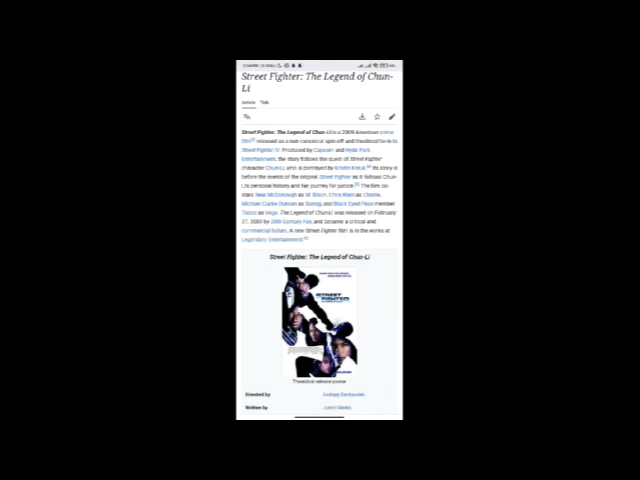 Street Fighter: The Legend of Chun-
Li
Article Talk
Street Fighter: The Legend of Chun-Li is a 2009 American crime
film released as a non-canonical spin-off and theatrical tie-in to
Street Fighter IV. Produced by Capcom and Hyde Park
Entertainment, the story follows the quest of Street Fighter
character Chun-Li, who is portrayed by Kristin Kreuk. Its story is
before the events of the original Street Fighter as it follows Chun-
Li's personal history and her journey for justice. The film co-
stars Neal McDonough as M. Bison, Chris Klein as Charlie,
Michael Clarke Duncan as Balrog, and Black Eyed Peas member
Taboo as Vega. The Legend of Chun-Li was released on February
27, 2009 by 20th Century Fox, and became a critical and
commercial failure. A new Street Fighter film is in the works at
Legendary Entertainment.
Street Fighter: The Legend of Chun-Li
STREET
FIGHTER
Theatrical release poster
Directed by Andrzej Bartkowiak
Written by Justin Marks